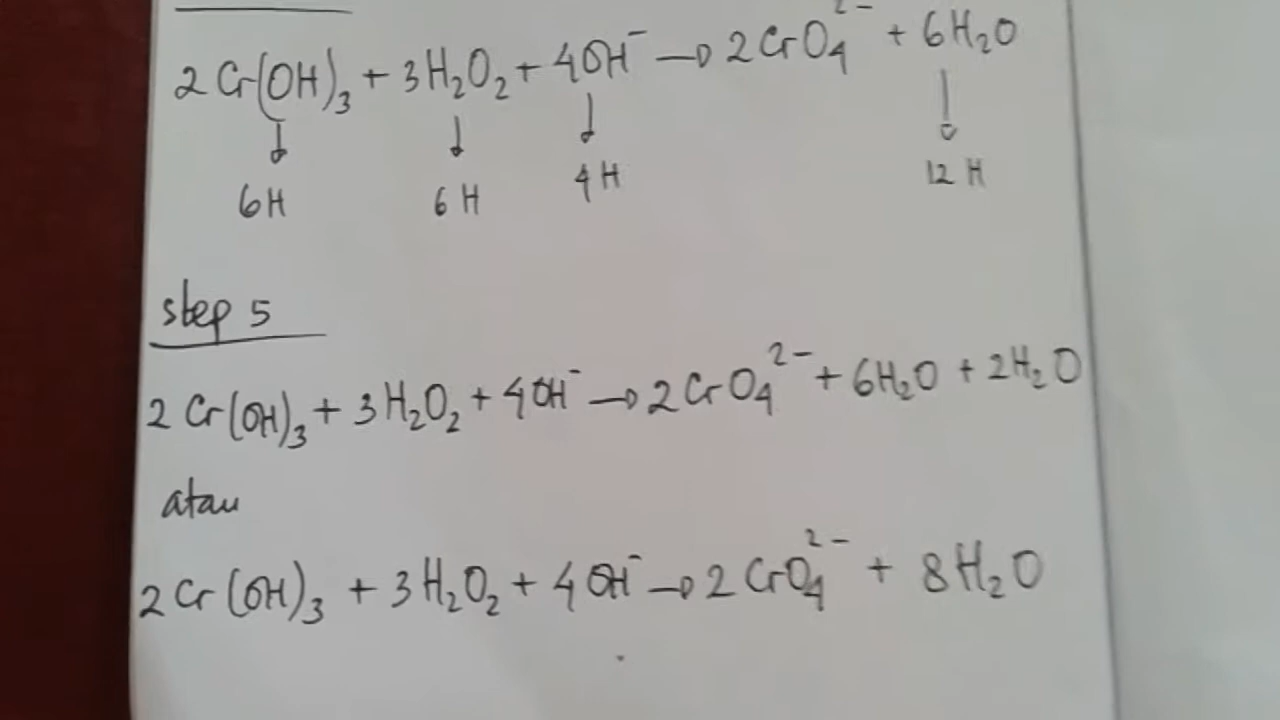 2Cr(OH)₃ + 3H₂O₂ + 4OH⁻ → 2CrO₄²⁻ + 6H₂O
↓ ↓ ↓ ↓
6H 6H 4H 12H
step 5
2Cr(OH)₃ + 3H₂O₂ + 4OH⁻ → 2CrO₄²⁻ + 6H₂O + 2H₂O
atau
2Cr(OH)₃ + 3H₂O₂ + 4OH⁻ → 2CrO₄²⁻ + 8H₂O